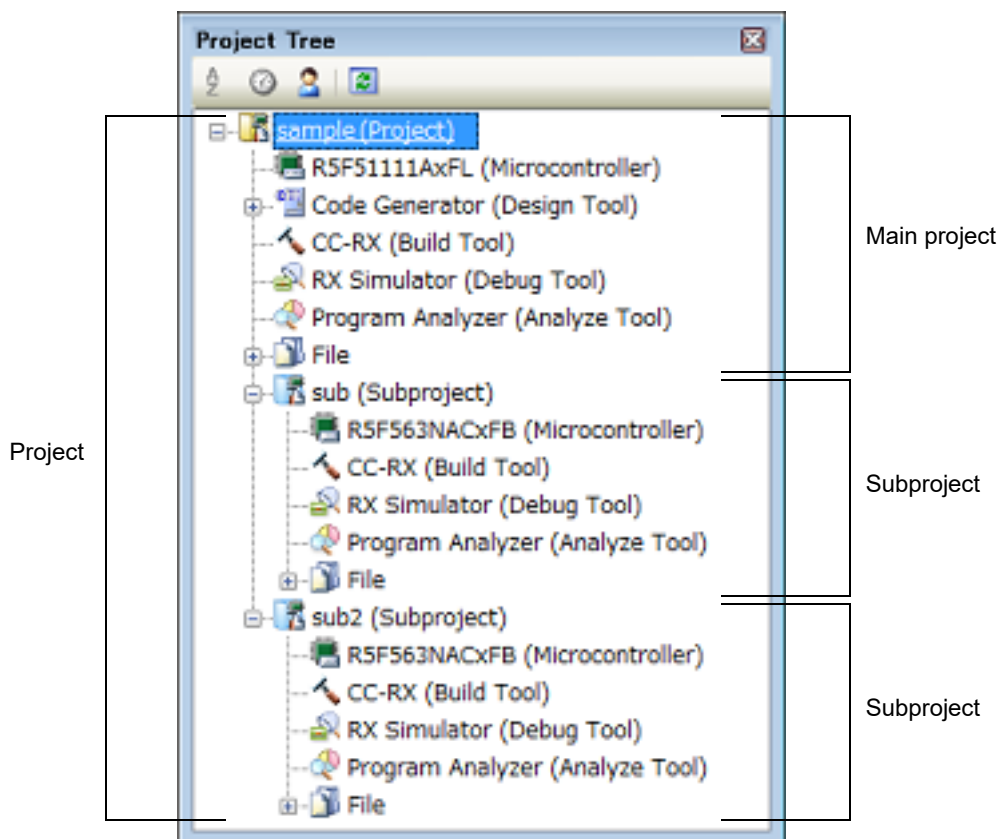 Project Tree
sample (Project)
R5F51111AxFL (Microcontroller)
Code Generator (Design Tool)
CC-RX (Build Tool)
RX Simulator (Debug Tool)
Program Analyzer (Analyze Tool)
File
sub (Subproject)
R5F563NACxFB (Microcontroller)
CC-RX (Build Tool)
RX Simulator (Debug Tool)
Program Analyzer (Analyze Tool)
File
sub2 (Subproject)
R5F563NACxFB (Microcontroller)
CC-RX (Build Tool)
RX Simulator (Debug Tool)
Program Analyzer (Analyze Tool)
File
Project
Main project
Subproject
Subproject